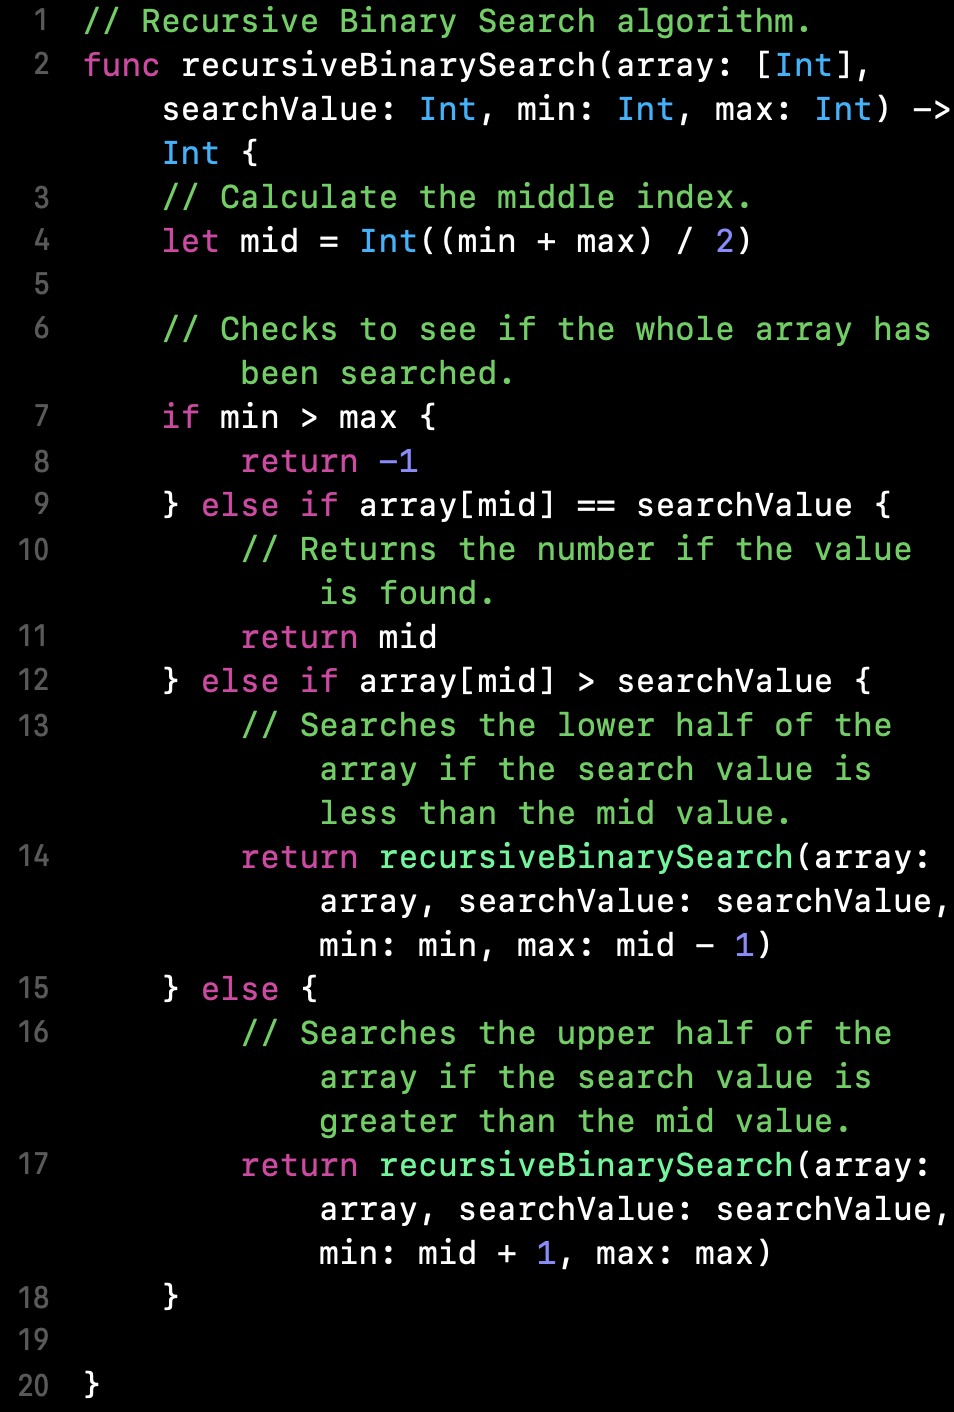 1 // Recursive Binary Search algorithm.
2 func recursiveBinarySearch(array: [Int],
searchValue: Int, min: Int, max: Int) ->
Int {
3 // Calculate the middle index.
4 let mid = Int((min + max) / 2)
5
6 // Checks to see if the whole array has
been searched.
7 if min > max {
8 return -1
9 } else if array[mid] == searchValue {
10 // Returns the number if the value
is found.
11 return mid
12 } else if array[mid] > searchValue {
13 // Searches the lower half of the
array if the search value is
less than the mid value.
14 return recursiveBinarySearch(array:
array, searchValue: searchValue,
min: min, max: mid - 1)
15 } else {
16 // Searches the upper half of the
array if the search value is
greater than the mid value.
17 return recursiveBinarySearch(array:
array, searchValue: searchValue,
min: mid + 1, max: max)
18 }
19
20 }